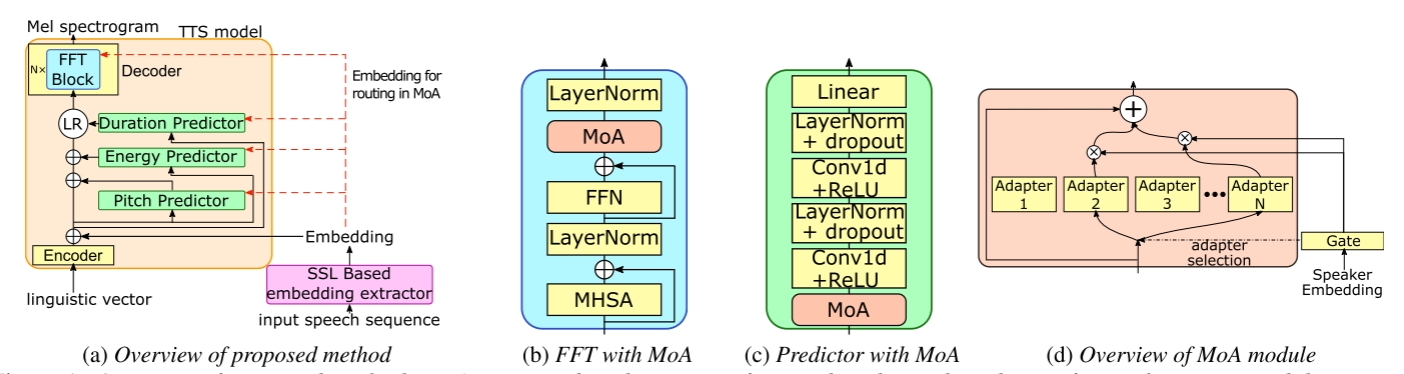 Mel spectrogram
TTS model
N×
FFT
Block
Decoder
Embedding for
routing in MoA
LR
Duration Predictor
Energy Predictor
Pitch Predictor
Embedding
Encoder
SSL Based
embedding extractor
linguistic vector
input speech sequence
(a) Overview of proposed method
LayerNorm
MoA
FFN
LayerNorm
MHSA
(b) FFT with MoA
Linear
LayerNorm
+ dropout
Conv1d
+ReLU
LayerNorm
+ dropout
Conv1d
+ReLU
MoA
(c) Predictor with MoA
Adapter
1
Adapter
2
Adapter
3
•••
Adapter
N
adapter
selection
Gate
Speaker
Embedding
(d) Overview of MoA module